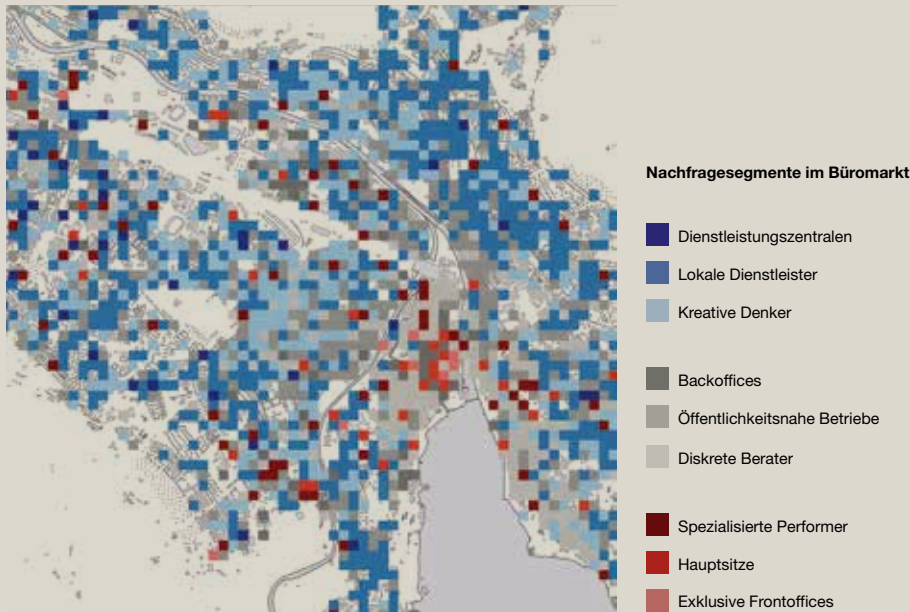 Nachfragesegmente im Büromarkt
Dienstleistungszentralen
Lokale Dienstleister
Kreative Denker
Backoffices
Öffentlichkeitsnahe Betriebe
Diskrete Berater
Spezialisierte Performer
Hauptsitze
Exklusive Frontoffices